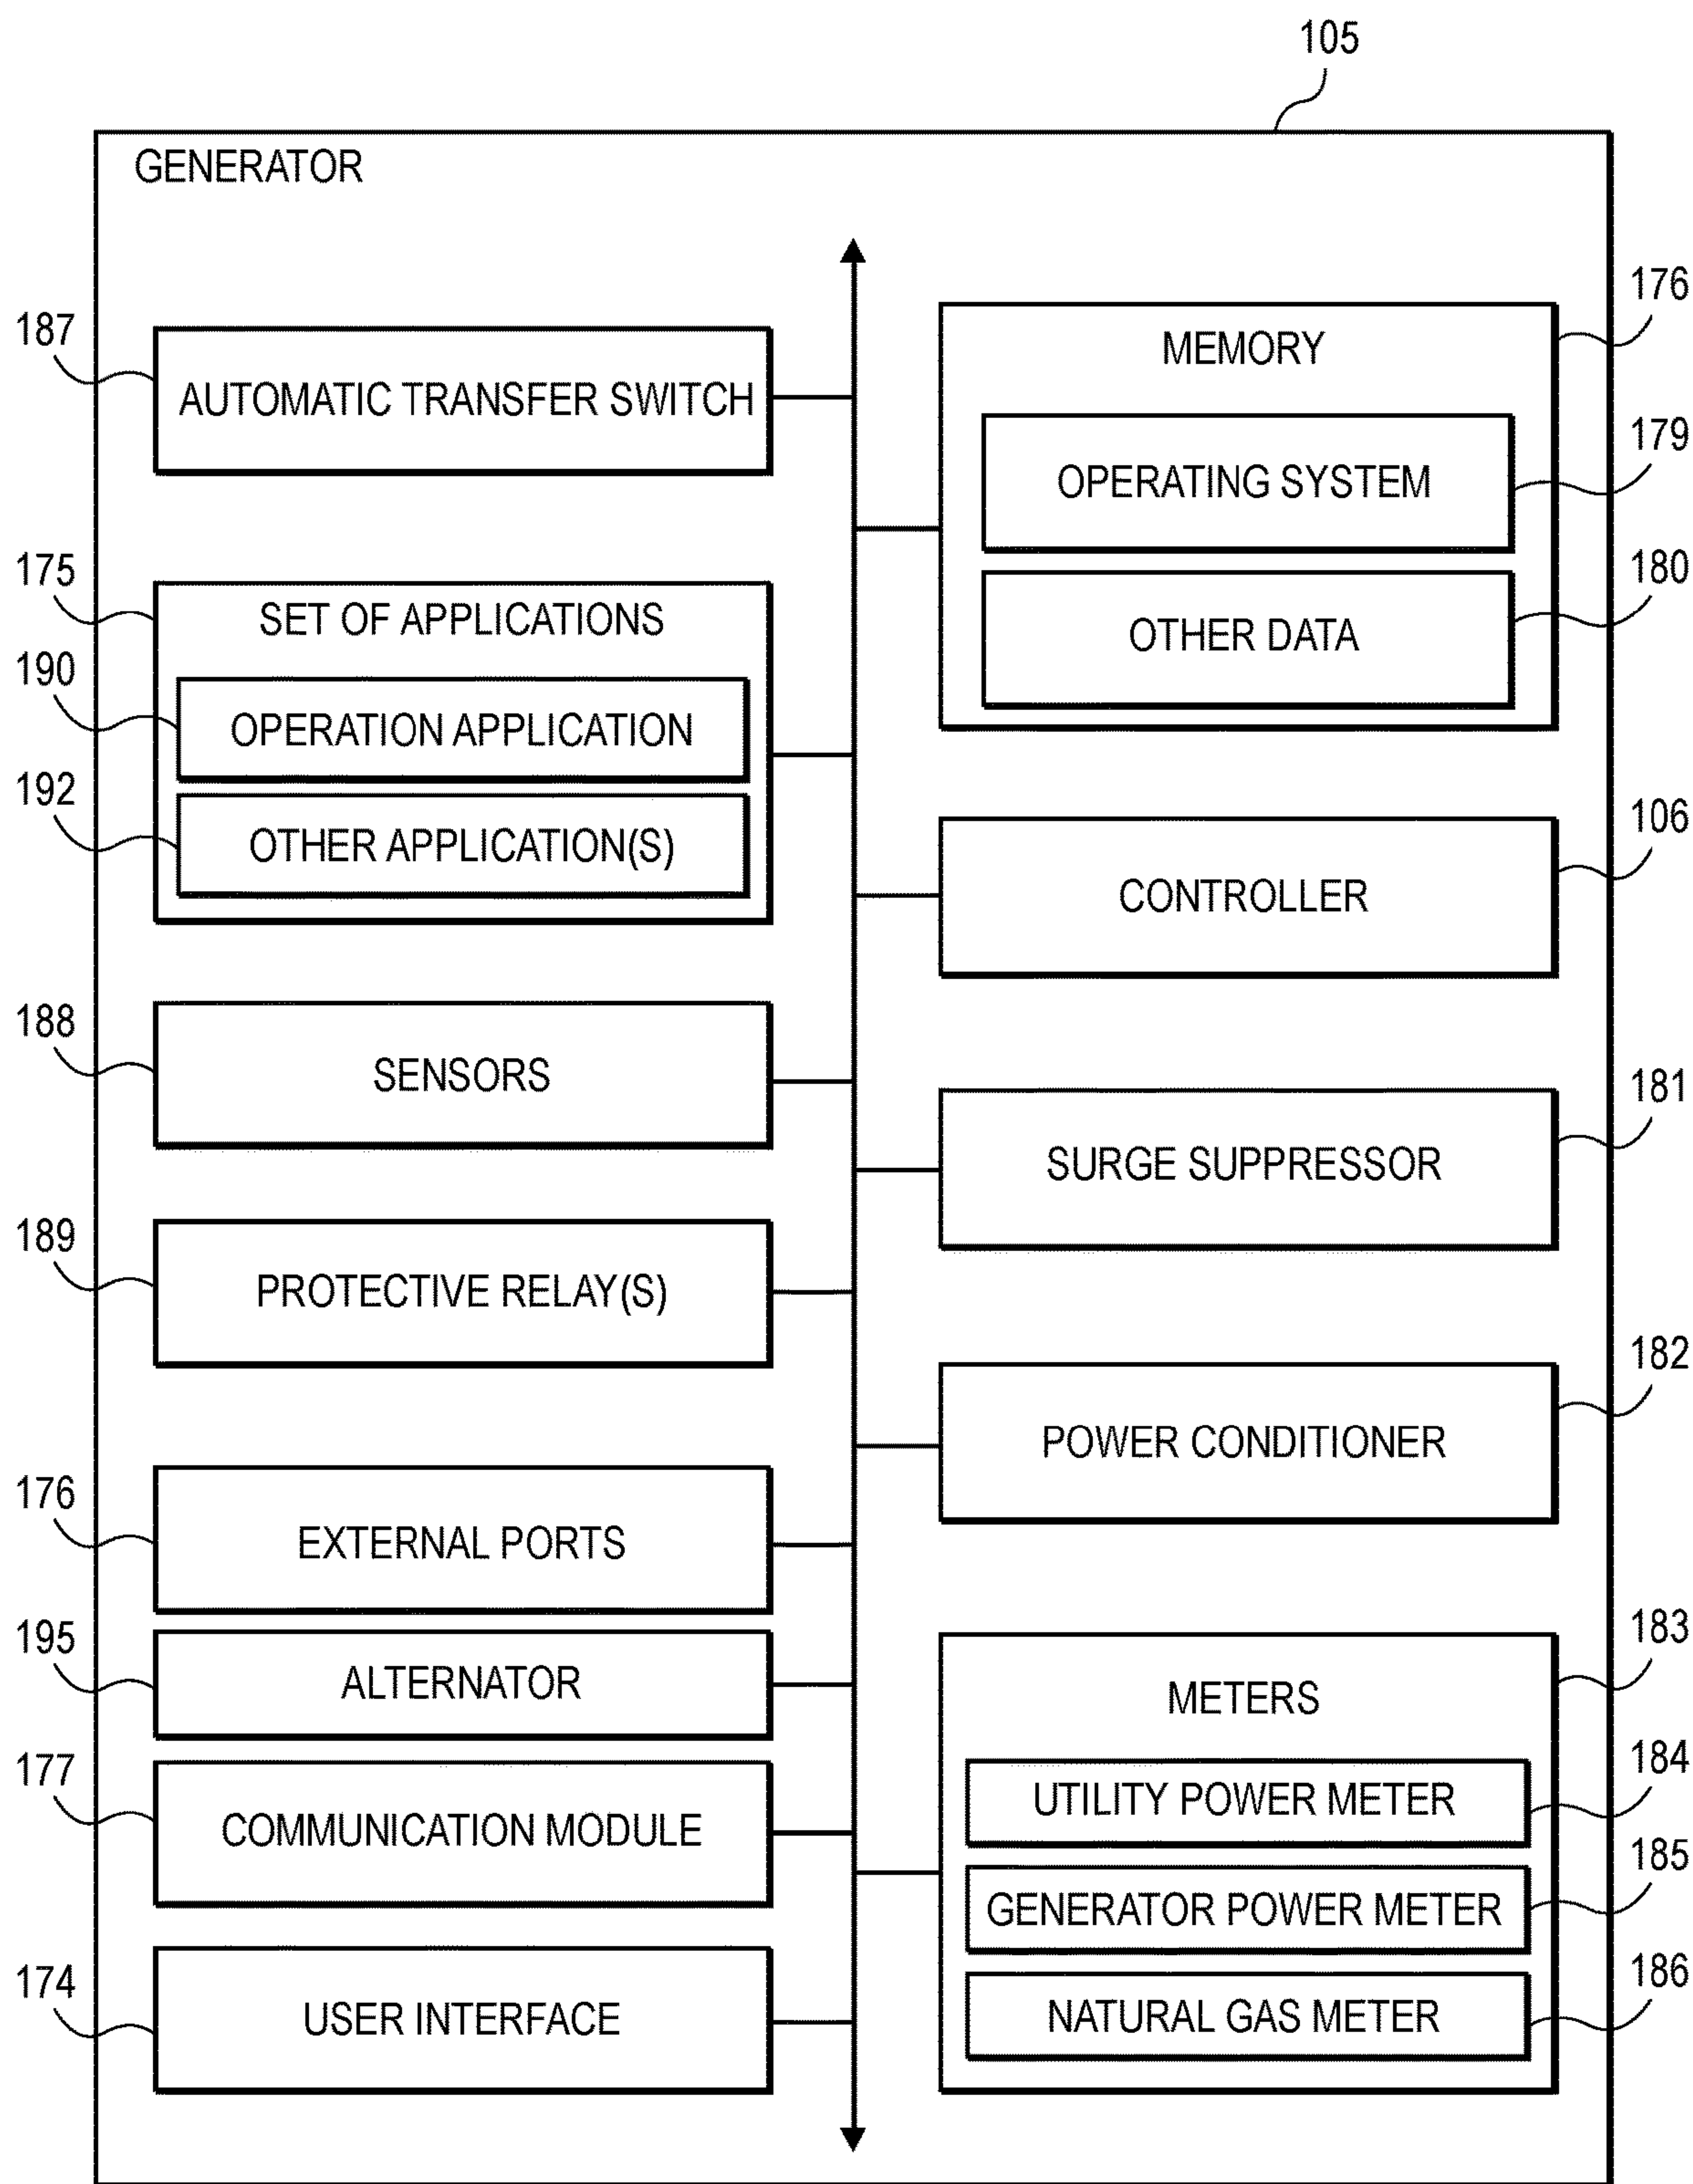 105
GENERATOR
187
AUTOMATIC TRANSFER SWITCH
175
SET OF APPLICATIONS
190
OPERATION APPLICATION
192
OTHER APPLICATION(S)
188
SENSORS
189
PROTECTIVE RELAY(S)
176
EXTERNAL PORTS
195
ALTERNATOR
177
COMMUNICATION MODULE
174
USER INTERFACE
176
MEMORY
179
OPERATING SYSTEM
180
OTHER DATA
106
CONTROLLER
181
SURGE SUPPRESSOR
182
POWER CONDITIONER
183
METERS
184
UTILITY POWER METER
185
GENERATOR POWER METER
186
NATURAL GAS METER